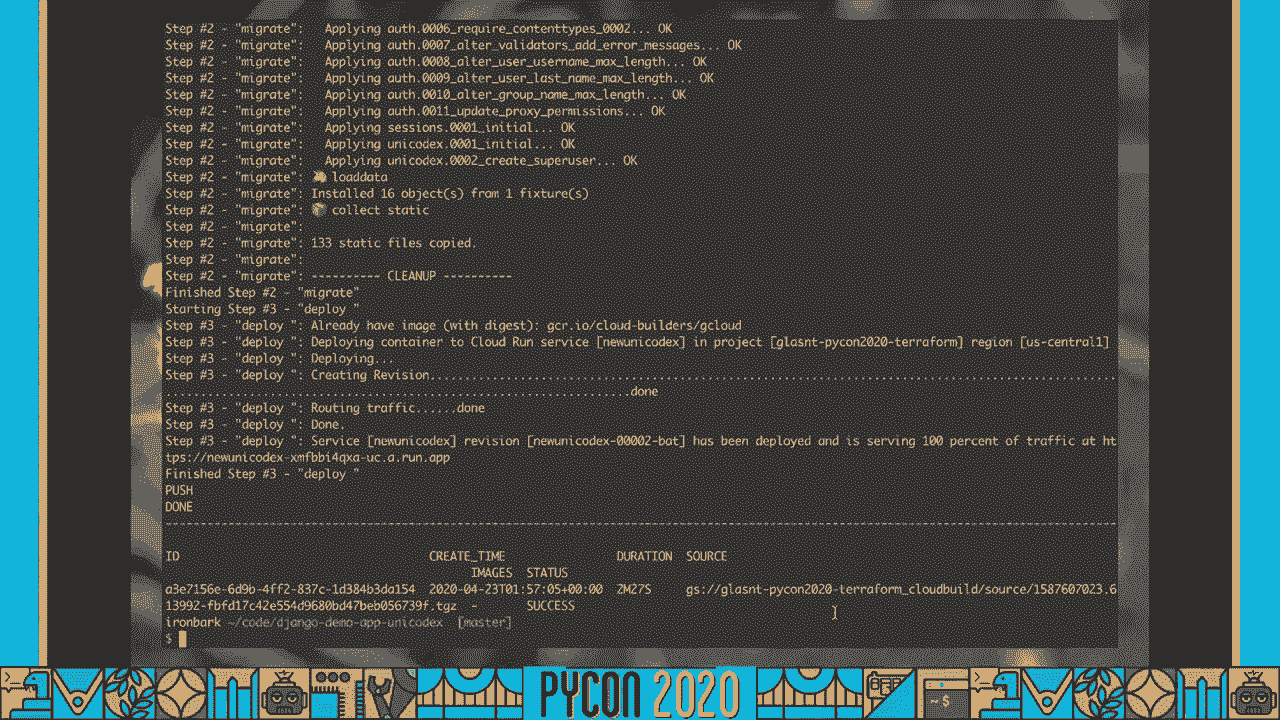 Step #2 - "migrate":   Applying auth.0006_require_contenttypes_0002... OK
Step #2 - "migrate":   Applying auth.0007_alter_validators_add_error_messages... OK
Step #2 - "migrate":   Applying auth.0008_alter_user_username_max_length... OK
Step #2 - "migrate":   Applying auth.0009_alter_user_last_name_max_length... OK
Step #2 - "migrate":   Applying auth.0010_alter_group_name_max_length... OK
Step #2 - "migrate":   Applying auth.0011_update_proxy_permissions... OK
Step #2 - "migrate":   Applying sessions.0001_initial... OK
Step #2 - "migrate":   Applying unicodex.0001_initial... OK
Step #2 - "migrate":   Applying unicodex.0002_create_superuser... OK
Step #2 - "migrate": loaddata
Step #2 - "migrate": Installed 16 object(s) from 1 fixture(s)
Step #2 - "migrate": 📦 collect static
Step #2 - "migrate":
Step #2 - "migrate": 133 static files copied.
Step #2 - "migrate":
Step #2 - "migrate": ---------- CLEANUP ----------
Finished Step #2 - "migrate"
Starting Step #3 - "deploy "
Step #3 - "deploy ": Already have image (with digest): gcr.io/cloud-builders/gcloud
Step #3 - "deploy ": Deploying container to Cloud Run service [newunicodex] in project [glasnt-pycon2020-terraform] region [us-central1]
Step #3 - "deploy ": Deploying...
Step #3 - "deploy ": Creating Revision...................................................................................................
...................................................................done
Step #3 - "deploy ": Routing traffic......done
Step #3 - "deploy ": Done.
Step #3 - "deploy ": Service [newunicodex] revision [newunicodex-00002-bat] has been deployed and is serving 100 percent of traffic at ht
tps://newunicodex-xmfbbi4qxa-uc.a.run.app
Finished Step #3 - "deploy "
PUSH
DONE
-----------------------------------------------------------------------------------------------------------------------------------------
ID                                    CREATE_TIME                DURATION  SOURCE
IMAGES  STATUS
a3e7156e-6d9b-4ff2-837c-1d384b3da154  2020-04-23T01:57:05+00:00  2M27S     gs://glasnt-pycon2020-terraform_cloudbuild/source/1587607023.6
13992-fbfd17c42e554d9680bd47beb056739f.tgz  -       SUCCESS
ironbark ~/code/django-demo-app-unicodex  [master]
$
>_
~ $
PYCON 2020